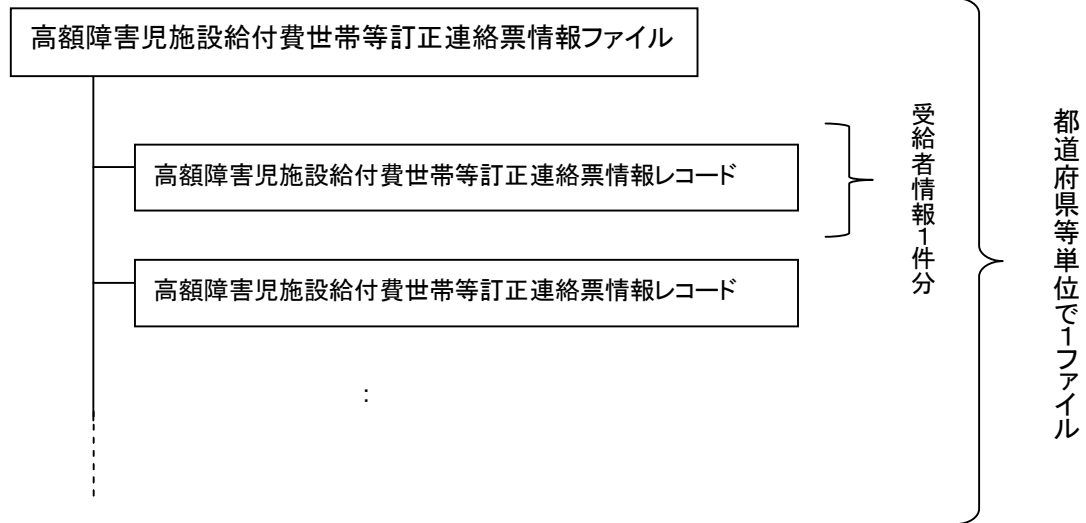 高額障害児施設給付費世帯等訂正連絡票情報ファイル
高額障害児施設給付費世帯等訂正連絡票情報レコード
高額障害児施設給付費世帯等訂正連絡票情報レコード
:
受給者情報1件分
都道府県等単位で1ファイル